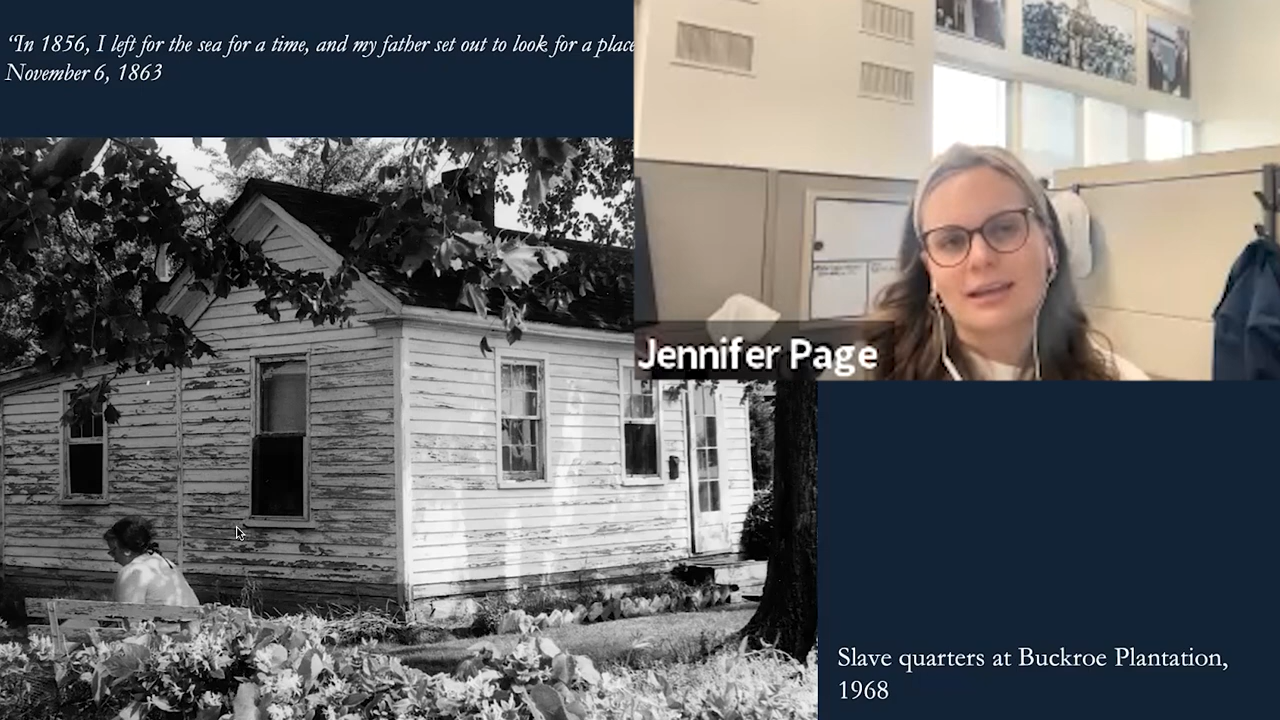 “In 1856, I left for the sea for a time, and my father set out to look for a place
November 6, 1863
Jennifer Page
Slave quarters at Buckroe Plantation,
1968